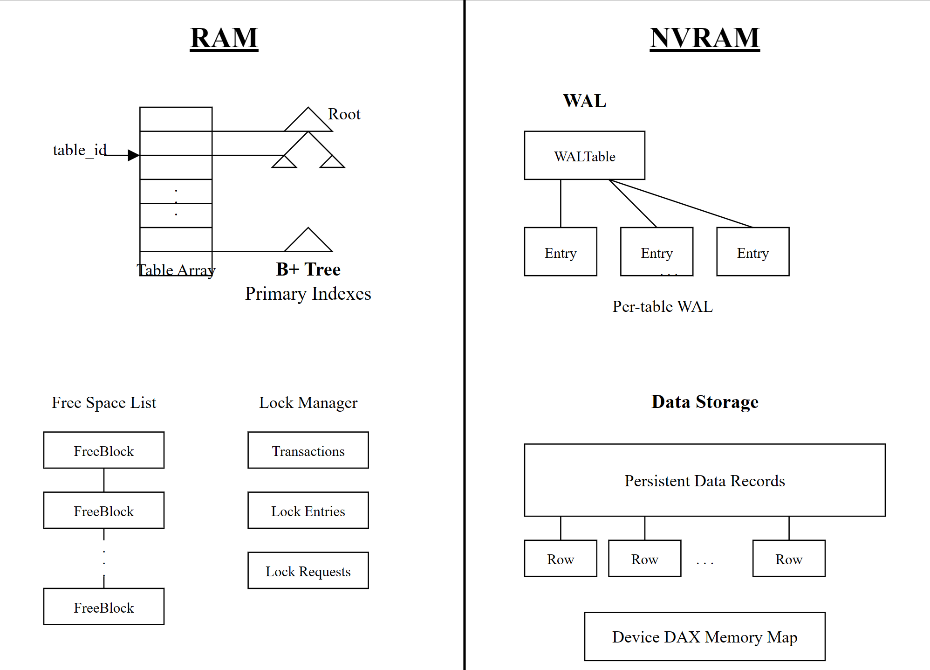 RAM
Root
table_id
.
.
.
Table Array
B+ Tree
Primary Indexes
Free Space List
FreeBlock
FreeBlock
.
.
.
FreeBlock
Lock Manager
Transactions
Lock Entries
Lock Requests
NVRAM
WAL
WALTable
Entry
Entry
Entry
...
Per-table WAL
Data Storage
Persistent Data Records
Row
Row
...
Row
Device DAX Memory Map